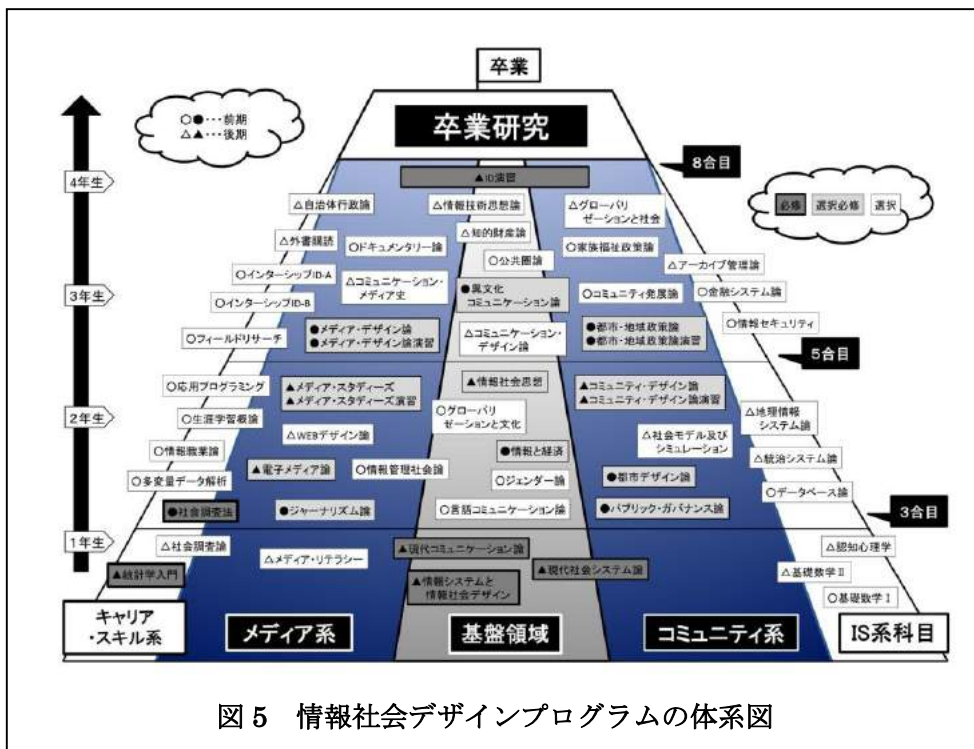 卒業
卒業研究
○●･･･前期
△▲･･･後期
8合目
4年生
▲ID演習
必修
選択必修
選択
△自治体行政論
△情報技術思想論
△グローバリ
ゼーションと社会
△外書購読
○ドキュメンタリー論
△知的財産論
○家族福祉政策論
○公共圏論
△アーカイブ管理論
○インターシップID-A
△コミュニケーション・
メディア史
●異文化
コミュニケーション論
○コミュニティ発展論
○金融システム論
3年生
○インターシップID-B
○フィールドリサーチ
●メディア・デザイン論
●メディア・デザイン論演習
△コミュニケーション・
デザイン論
●都市・地域政策論
●都市・地域政策論演習
○情報セキュリティ
5合目
○応用プログラミング
▲メディア・スタディーズ
▲メディア・スタディーズ演習
▲情報社会思想
▲コミュニティ・デザイン論
▲コミュニティ・デザイン論演習
2年生
○生涯学習概論
△WEBデザイン論
○グローバリ
ゼーションと文化
△社会モデル及び
シミュレーション
△地理情報
システム論
○情報職業論
▲電子メディア論
○情報管理社会論
●情報と経済
△統治システム論
○多変量データ解析
○ジェンダー論
●都市デザイン論
○データベース論
●社会調査法
●ジャーナリズム論
○言語コミュニケーション論
●パブリック・ガバナンス論
3合目
1年生
△社会調査論
△メディア・リテラシー
▲現代コミュニケーション論
▲現代社会システム論
△認知心理学
▲統計学入門
▲情報システムと
情報社会デザイン
△基礎数学Ⅱ
○基礎数学Ⅰ
キャリア
・スキル系
メディア系
基盤領域
コミュニティ系
IS系科目
図5 情報社会デザインプログラムの体系図